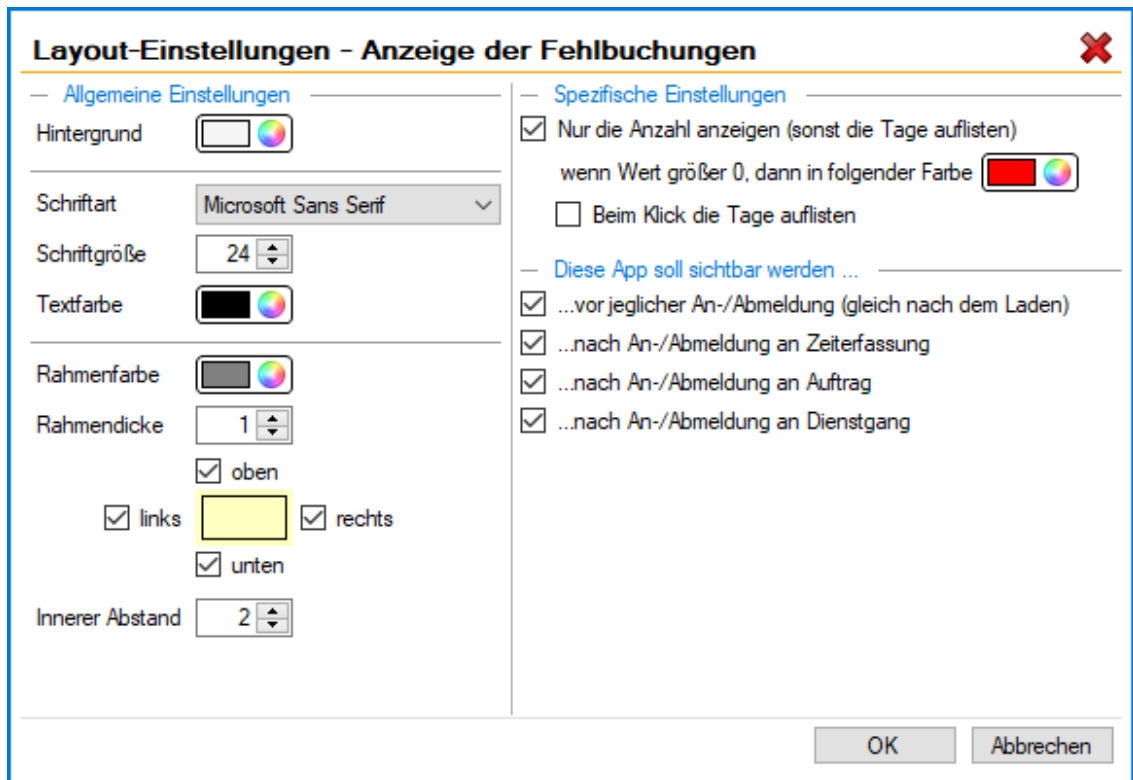 Layout-Einstellungen - Anzeige der Fehlbuchungen
Allgemeine Einstellungen
Hintergrund
Schriftart
Microsoft Sans Serif
Schriftgröße
24
Textfarbe
Rahmenfarbe
Rahmendicke
1
oben
links
rechts
unten
Innerer Abstand
2
Spezifische Einstellungen
Nur die Anzahl anzeigen (sonst die Tage auflisten)
wenn Wert größer 0, dann in folgender Farbe
Beim Klick die Tage auflisten
Diese App soll sichtbar werden ...
...vor jeglicher An-/Abmeldung (gleich nach dem Laden)
...nach An-/Abmeldung an Zeiterfassung
...nach An-/Abmeldung an Auftrag
...nach An-/Abmeldung an Dienstgang
OK
Abbrechen